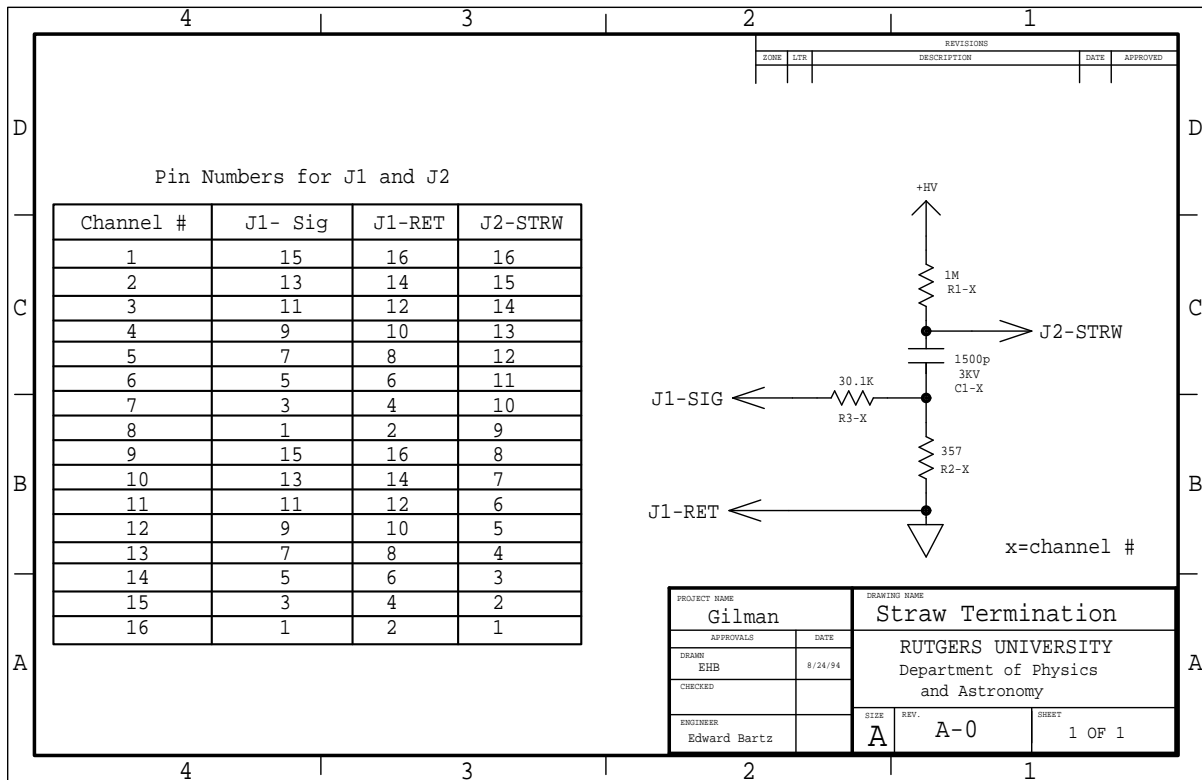 4 3 2 1
REVISIONS
ZONE LTR DESCRIPTION DATE APPROVED
D D
Pin Numbers for J1 and J2
Channel # J1- Sig J1-RET J2-STRW
1 15 16 16
2 13 14 15
3 11 12 14
4 9 10 13
5 7 8 12
6 5 6 11
7 3 4 10
8 1 2 9
9 15 16 8
10 13 14 7
11 11 12 6
12 9 10 5
13 7 8 4
14 5 6 3
15 3 4 2
16 1 2 1
+HV
1M
R1-X
C C
J2-STRW
1500p
3KV
C1-X
30.1K
J1-SIG
R3-X
357
R2-X
B B
J1-RET
x=channel #
PROJECT NAME
Gilman
APPROVALS DATE
DRAWN
EHB 8/24/94
CHECKED
ENGINEER
Edward Bartz
DRAWING NAME
Straw Termination
RUTGERS UNIVERSITY
Department of Physics
and Astronomy
SIZE REV. SHEET
A A-0 1 OF 1
A A
4 3 2 1